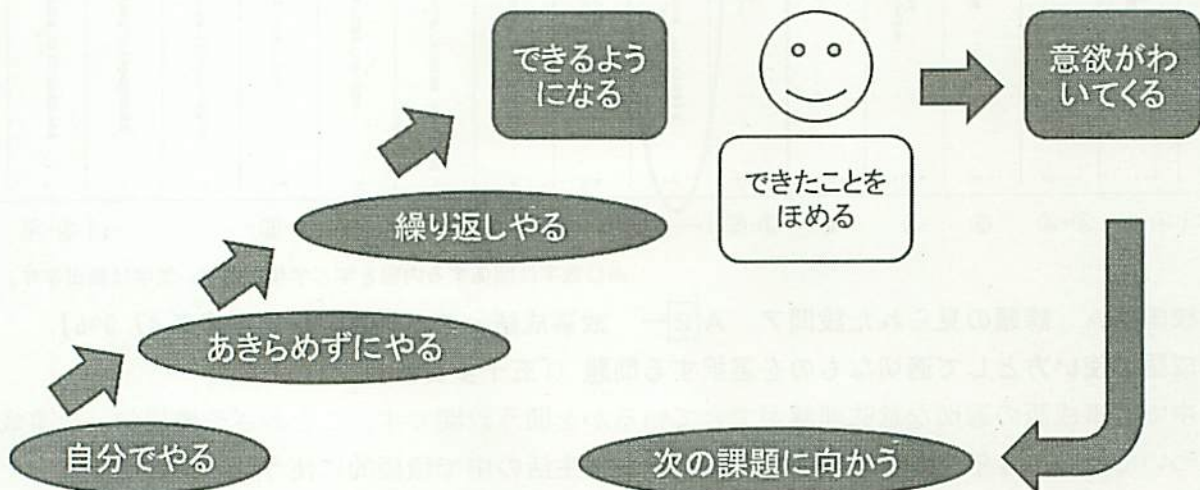 できるよう
になる
意欲がわ
いてくる
できたことを
ほめる
繰り返しやる
あきらめずにやる
自分でやる
次の課題に向かう